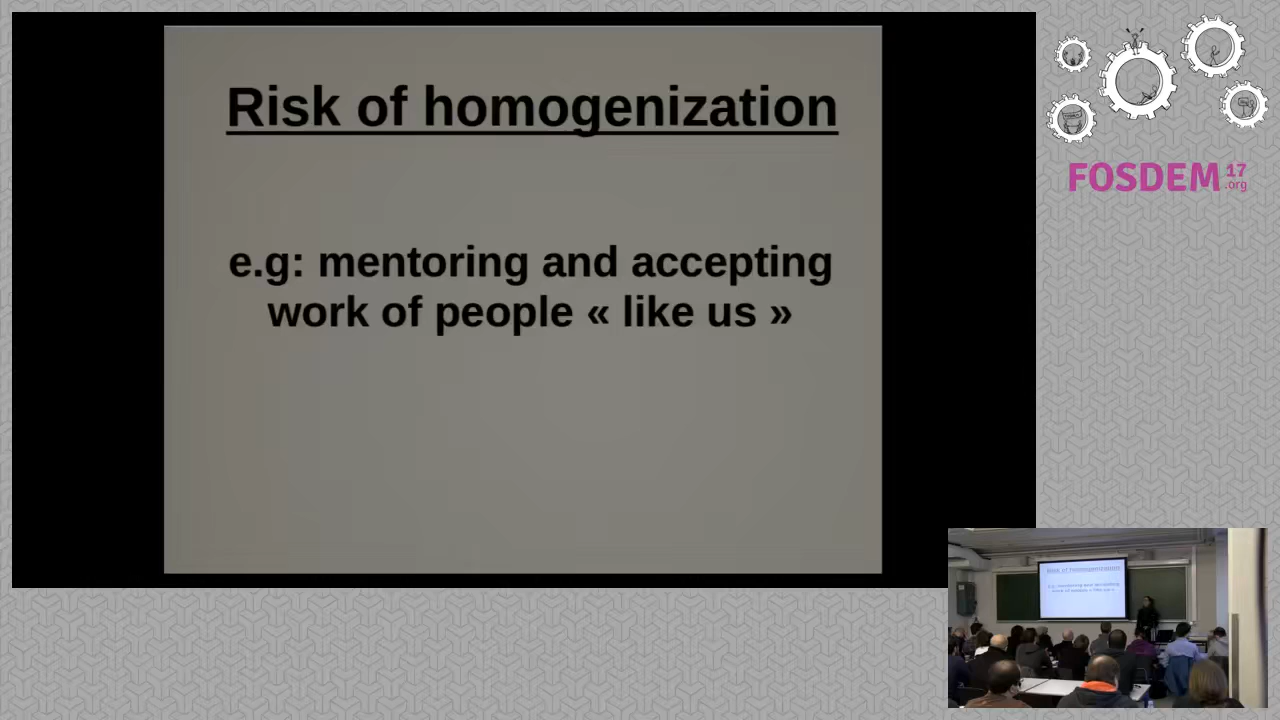 Risk of homogenization
e.g: mentoring and accepting
work of people « like us »
FOSDEM 17
.org